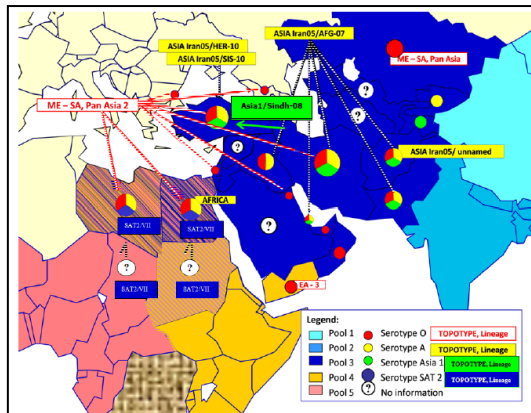 ASIA Iran05/HER-10
ASIA Iran05/SIS-10
ASIA Iran05/AFG-07
ME – SA, Pan Asia
ME – SA, Pan Asia 2
Asia1/Sindh-08
?
?
?
?
ASIA Iran05/ unnamed
AFRICA
SAT2/VII
SAT2/VII
?
?
?
SAT2/VII
SAT2/VII
EA - 3
Legend:
Pool 1
Pool 2
Pool 3
Pool 4
Pool 5
Serotype O
Serotype A
Serotype Asia 1
Serotype SAT 2
? No information
TOPOTYPE, Lineage
TOPOTYPE, Lineage
TOPOTYPE, Lineage
TOPOTYPE, Lineage